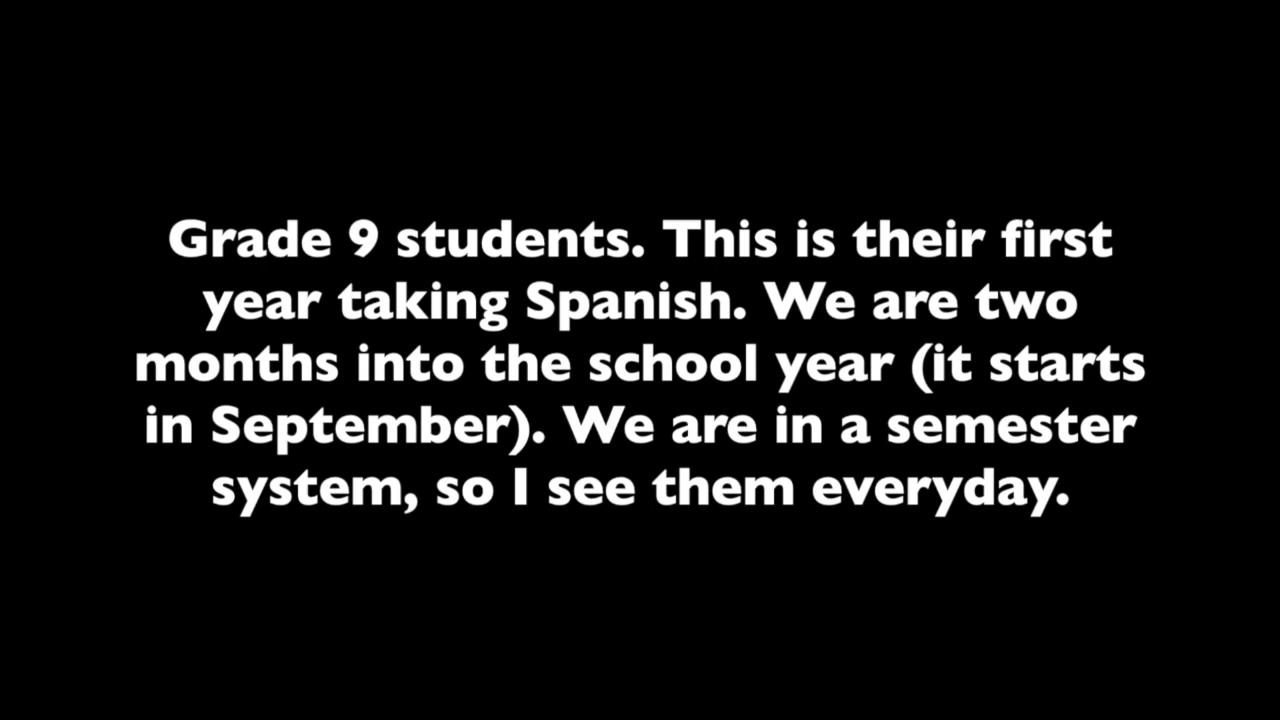 Grade 9 students. This is their first
year taking Spanish. We are two
months into the school year (it starts
in September). We are in a semester
system, so I see them everyday.